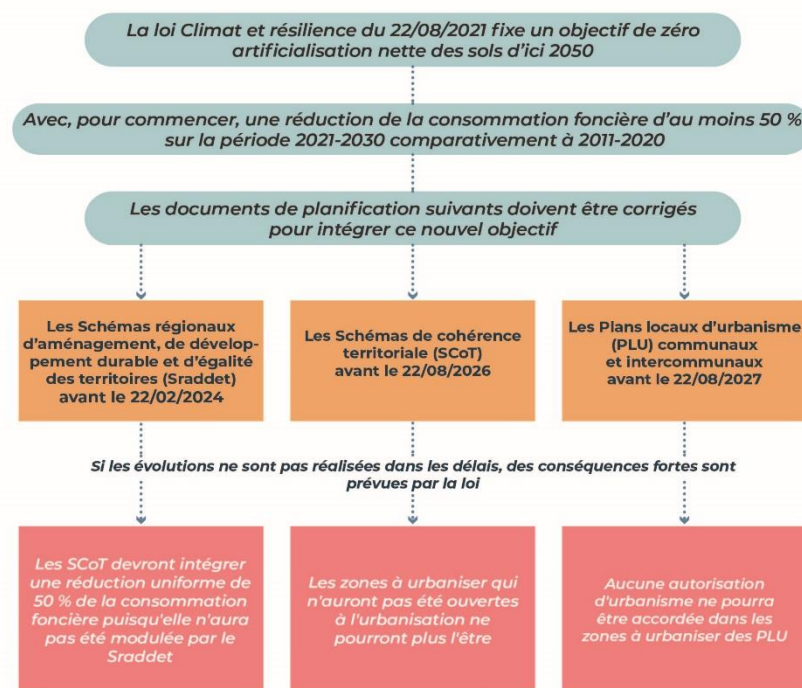 La loi Climat et résilience du 22/08/2021 fixe un objectif de zéro
artificialisation nette des sols d'ici 2050
Avec, pour commencer, une réduction de la consommation foncière d'au moins 50 %
sur la période 2021-2030 comparativement à 2011-2020
Les documents de planification suivants doivent être corrigés
pour intégrer ce nouvel objectif
Les Schémas régionaux
d'aménagement, de dévelop-
pement durable et d'égalité
des territoires (Sraddet)
avant le 22/02/2024
Les Schémas de cohérence
territoriale (SCoT)
avant le 22/08/2026
Les Plans locaux d'urbanisme
(PLU) communaux
et intercommunaux
avant le 22/08/2027
Si les évolutions ne sont pas réalisées dans les délais, des conséquences fortes sont
prévues par la loi
Les SCoT devront intégrer
une réduction uniforme de
50 % de la consommation
foncière puisqu'elle n'aura
pas été modulée par le
Sraddet
Les zones à urbaniser qui
n'auront pas été ouvertes
à l'urbanisation ne
pourront plus l'être
Aucune autorisation
d'urbanisme ne pourra
être accordée dans les
zones à urbaniser des PLU